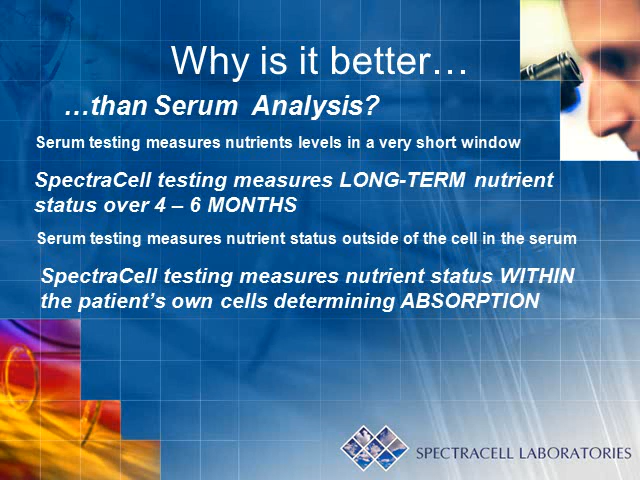 Why is it better…
…than Serum Analysis?
Serum testing measures nutrients levels in a very short window
SpectraCell testing measures LONG-TERM nutrient
status over 4 – 6 MONTHS
Serum testing measures nutrient status outside of the cell in the serum
SpectraCell testing measures nutrient status WITHIN
the patient's own cells determining ABSORPTION
SPECTRACELL LABORATORIES